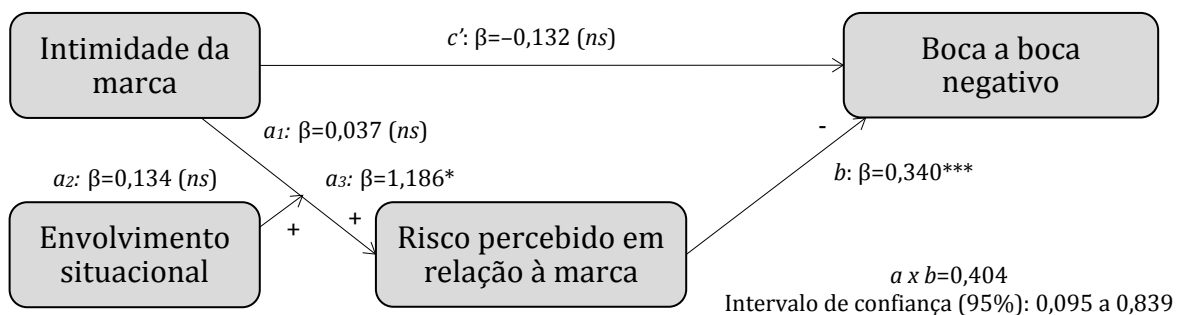 Intimidade da
marca
c’: β=–0,132 (ns)
Boca a boca
negativo
a1: β=0,037 (ns)
-
a2: β=0,134 (ns)
a3: β=1,186*
b: β=0,340***
Envolvimento
situacional
+
+
Risco percebido em
relação à marca
a x b=0,404
Intervalo de confiança (95%): 0,095 a 0,839